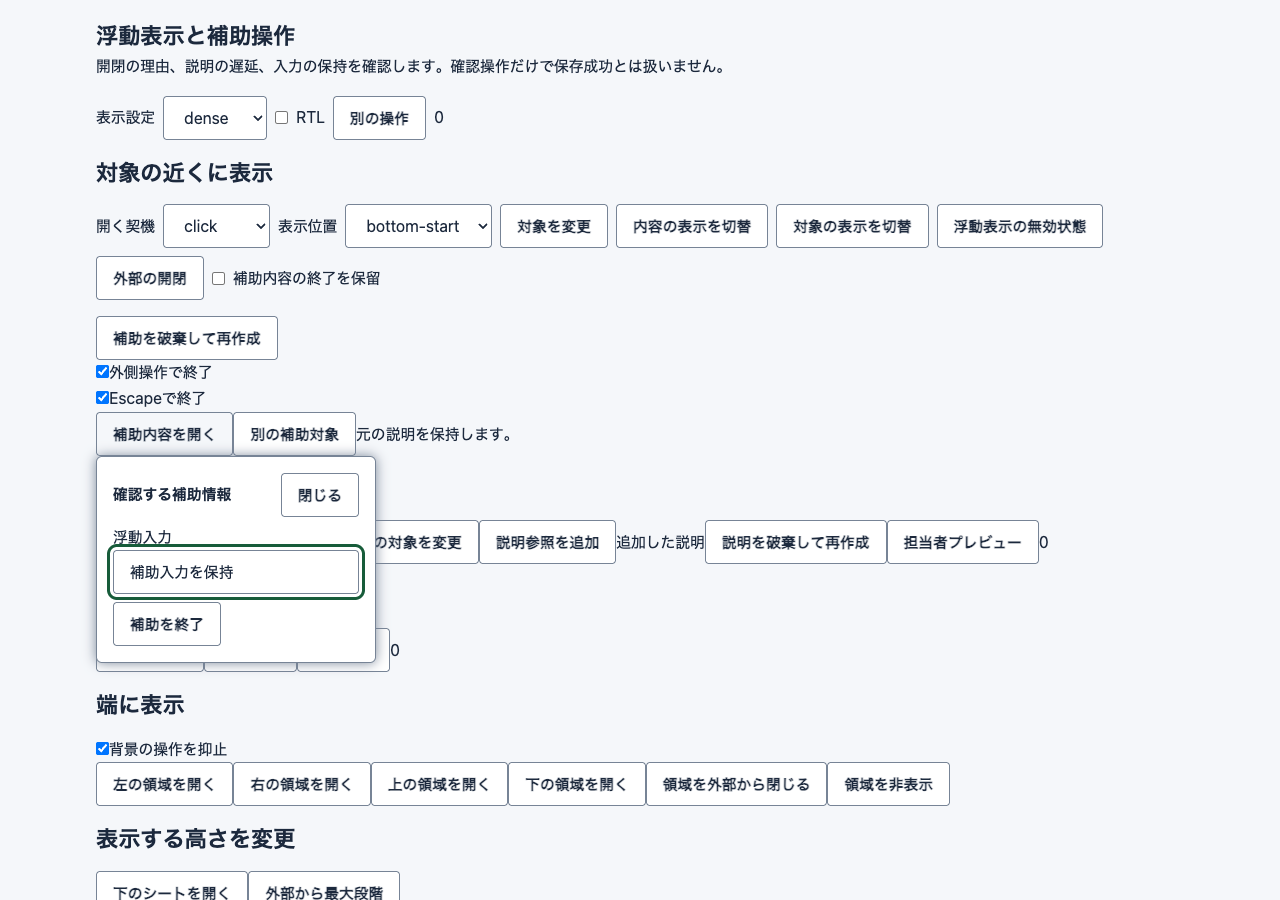 浮動表示と補助操作
開閉の理由、説明の遅延、入力の保持を確認します。確認操作だけで保存成功とは扱いません。
表示設定 dense RTL 別の操作 0
対象の近くに表示
開く契機 click 表示位置 bottom-start 対象を変更 内容の表示を切替 対象の表示を切替 浮動表示の無効状態
外部の開閉 補助内容の終了を保留
補助を破棄して再作成
外側操作で終了
Escapeで終了
補助内容を開く 別の補助対象 元の説明を保持します。
確認する補助情報 閉じる
浮動入力
補助入力を保持
補助を終了
の対象を変更 説明参照を追加 追加した説明 説明を破棄して再作成 担当者プレビュー 0
0
端に表示
背景の操作を抑止
左の領域を開く 右の領域を開く 上の領域を開く 下の領域を開く 領域を外部から閉じる 領域を非表示
表示する高さを変更
下のシートを開く 外部から最大段階